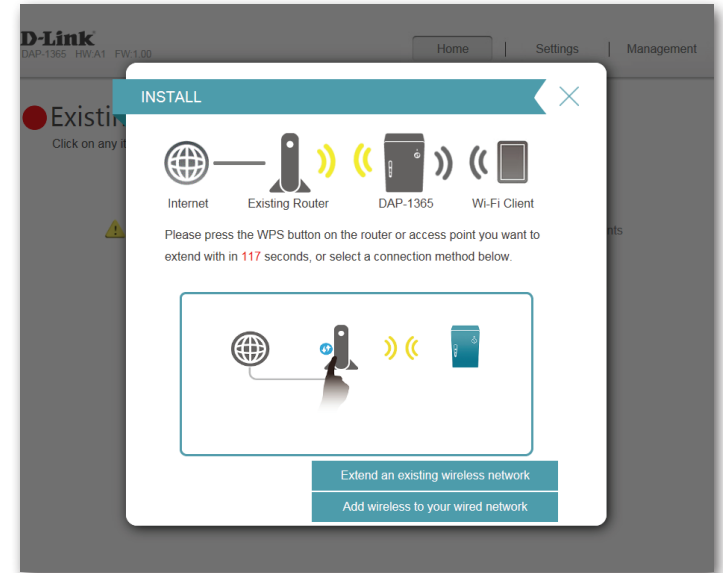 D-Link
DAP-1365 HW:A1 FW:1.00
Home | Settings | Management
INSTALL
Existin
Click on any it
Internet Existing Router DAP-1365 Wi-Fi Client
nts
Please press the WPS button on the router or access point you want to
extend with in 117 seconds, or select a connection method below.
Extend an existing wireless network
Add wireless to your wired network